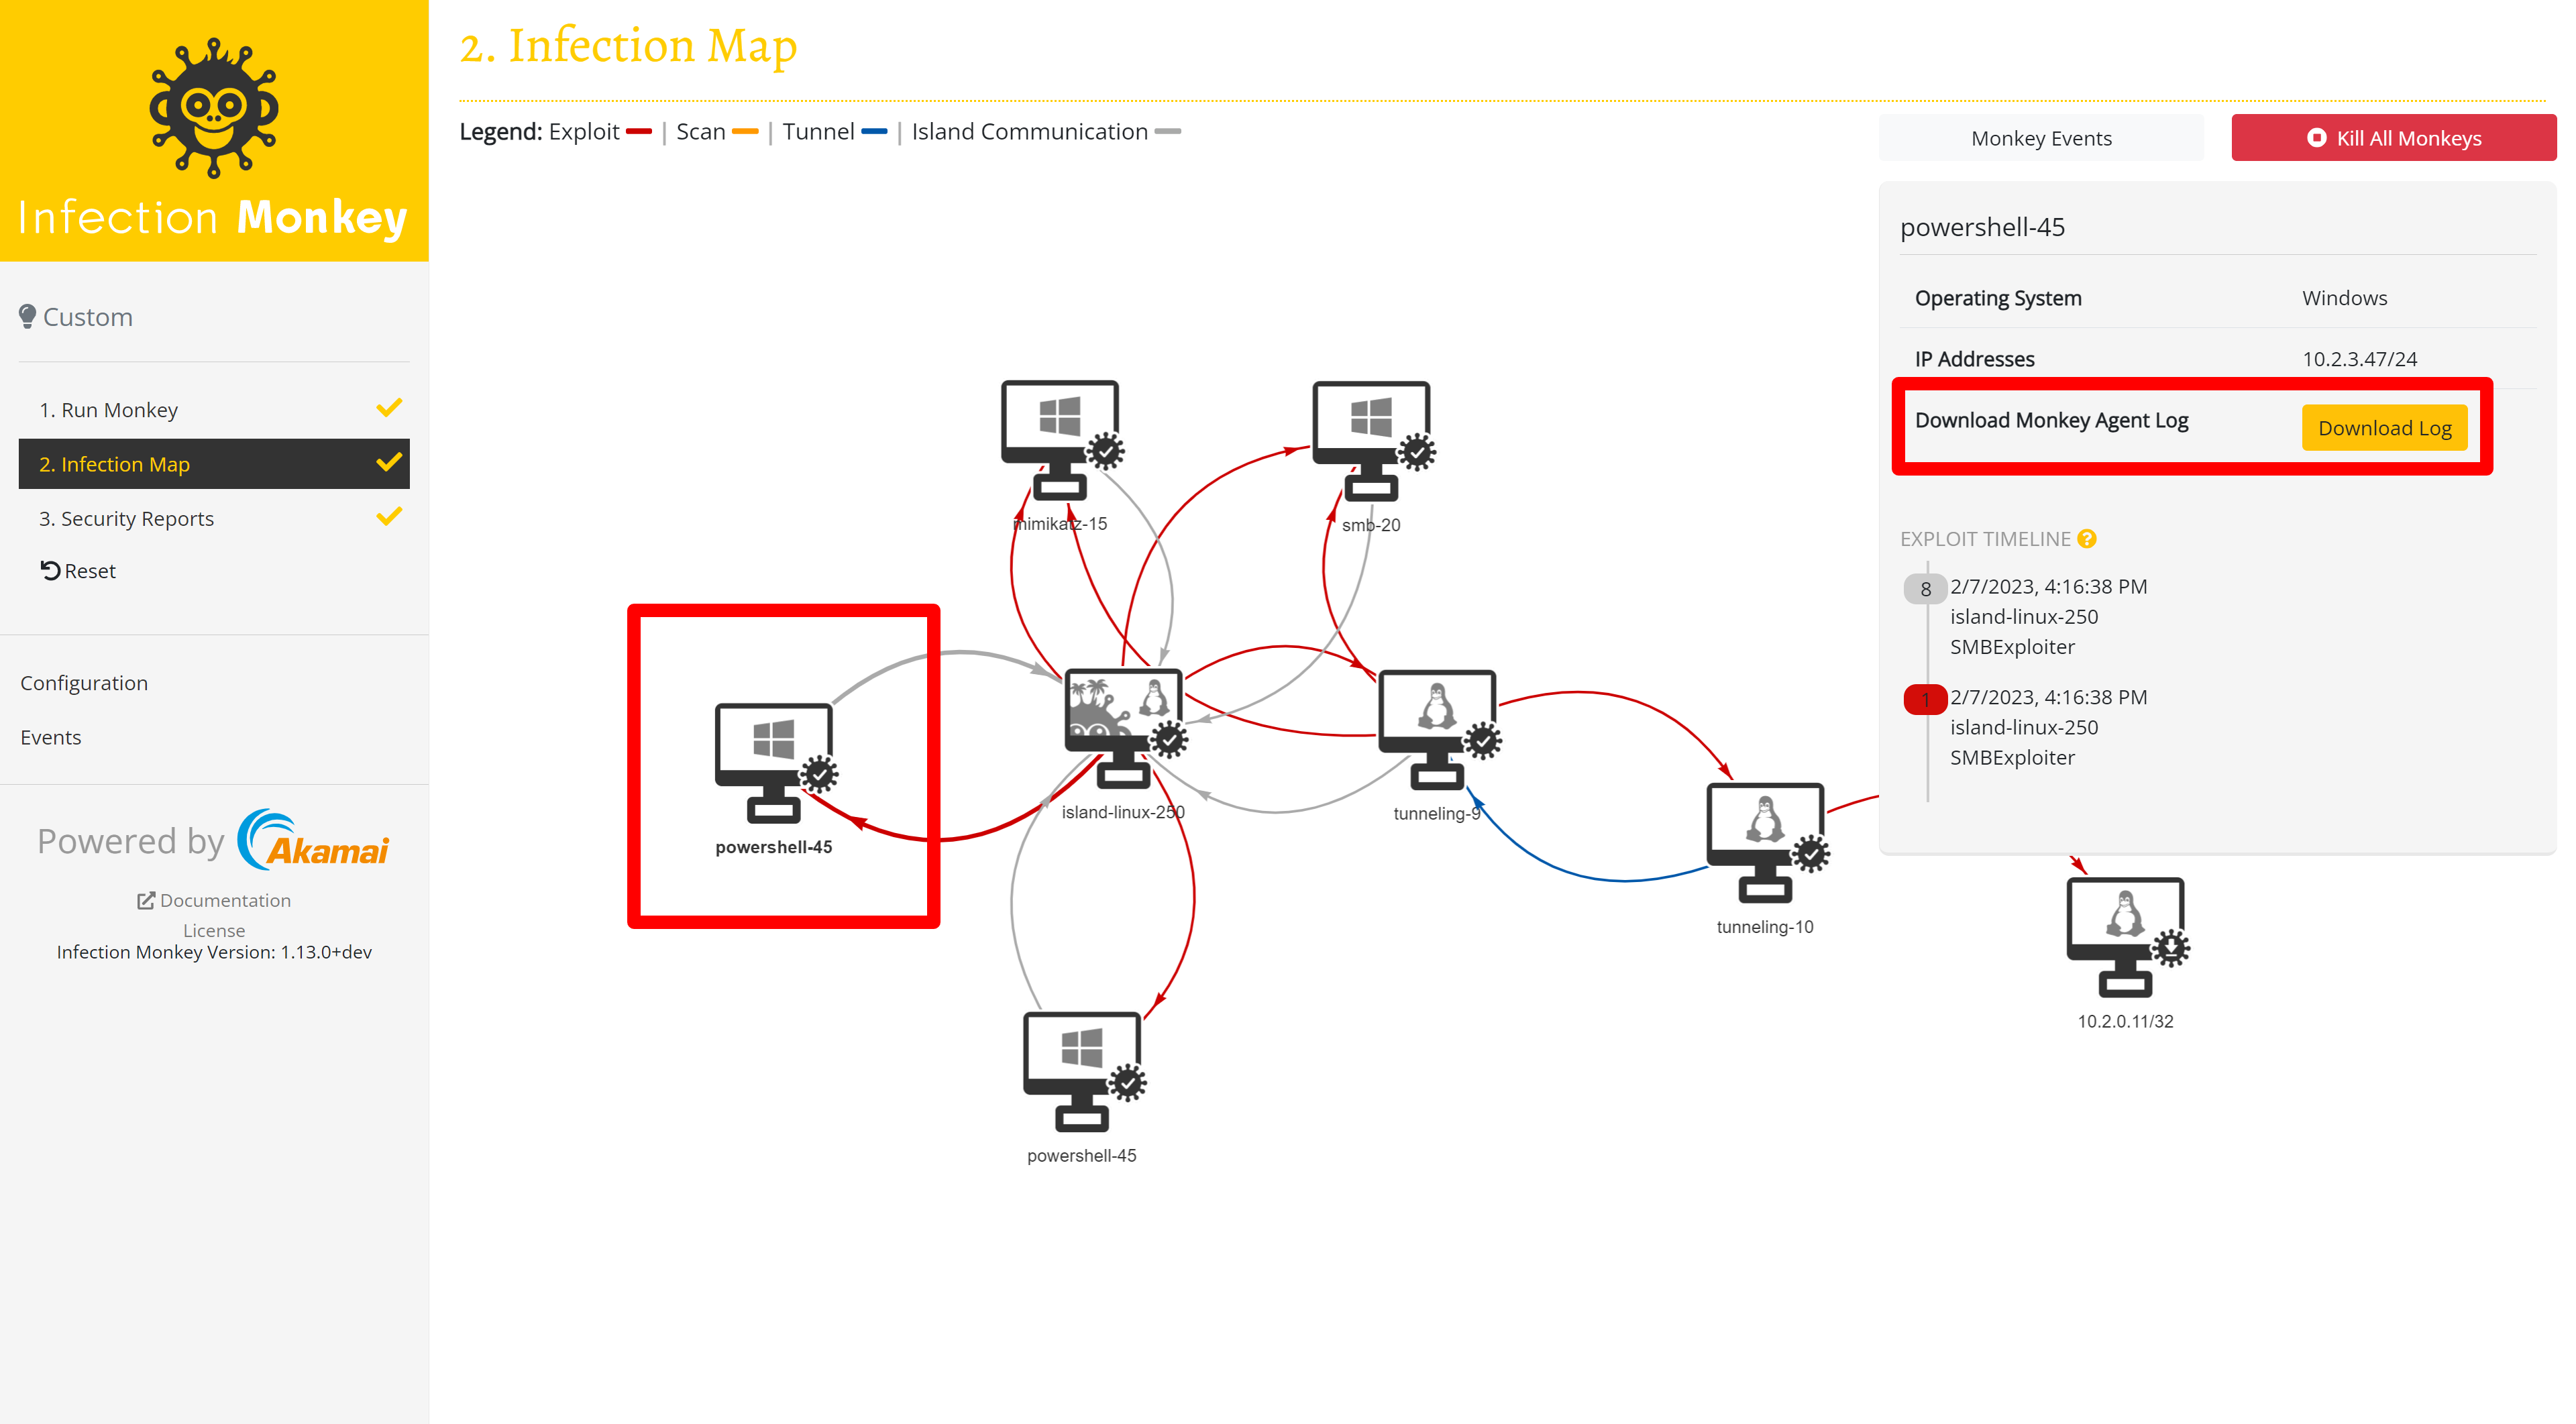 Infection Monkey
Custom
1. Run Monkey
2. Infection Map
3. Security Reports
Reset
Configuration
Events
Powered by Akamai
Documentation
License
Infection Monkey Version: 1.13.0+dev
2. Infection Map
Legend: Exploit | Scan | Tunnel | Island Communication
Monkey Events
Kill All Monkeys
powershell-45
Operating System Windows
IP Addresses 10.2.3.47/24
Download Monkey Agent Log Download Log
EXPLOIT TIMELINE ?
8 2/7/2023, 4:16:38 PM
island-linux-250
SMBExploiter
1 2/7/2023, 4:16:38 PM
island-linux-250
SMBExploiter
mimikatz-15
smb-20
powershell-45
island-linux-250
tunneling-9
tunneling-10
10.2.0.11/32
powershell-45